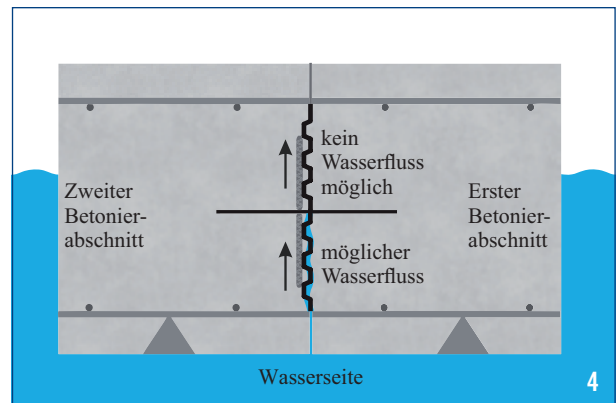 kein
Wasserfluss
möglich
Zweiter
Betonier-
abschnitt
Erster
Betonier-
abschnitt
möglicher
Wasserfluss
Wasserseite
4